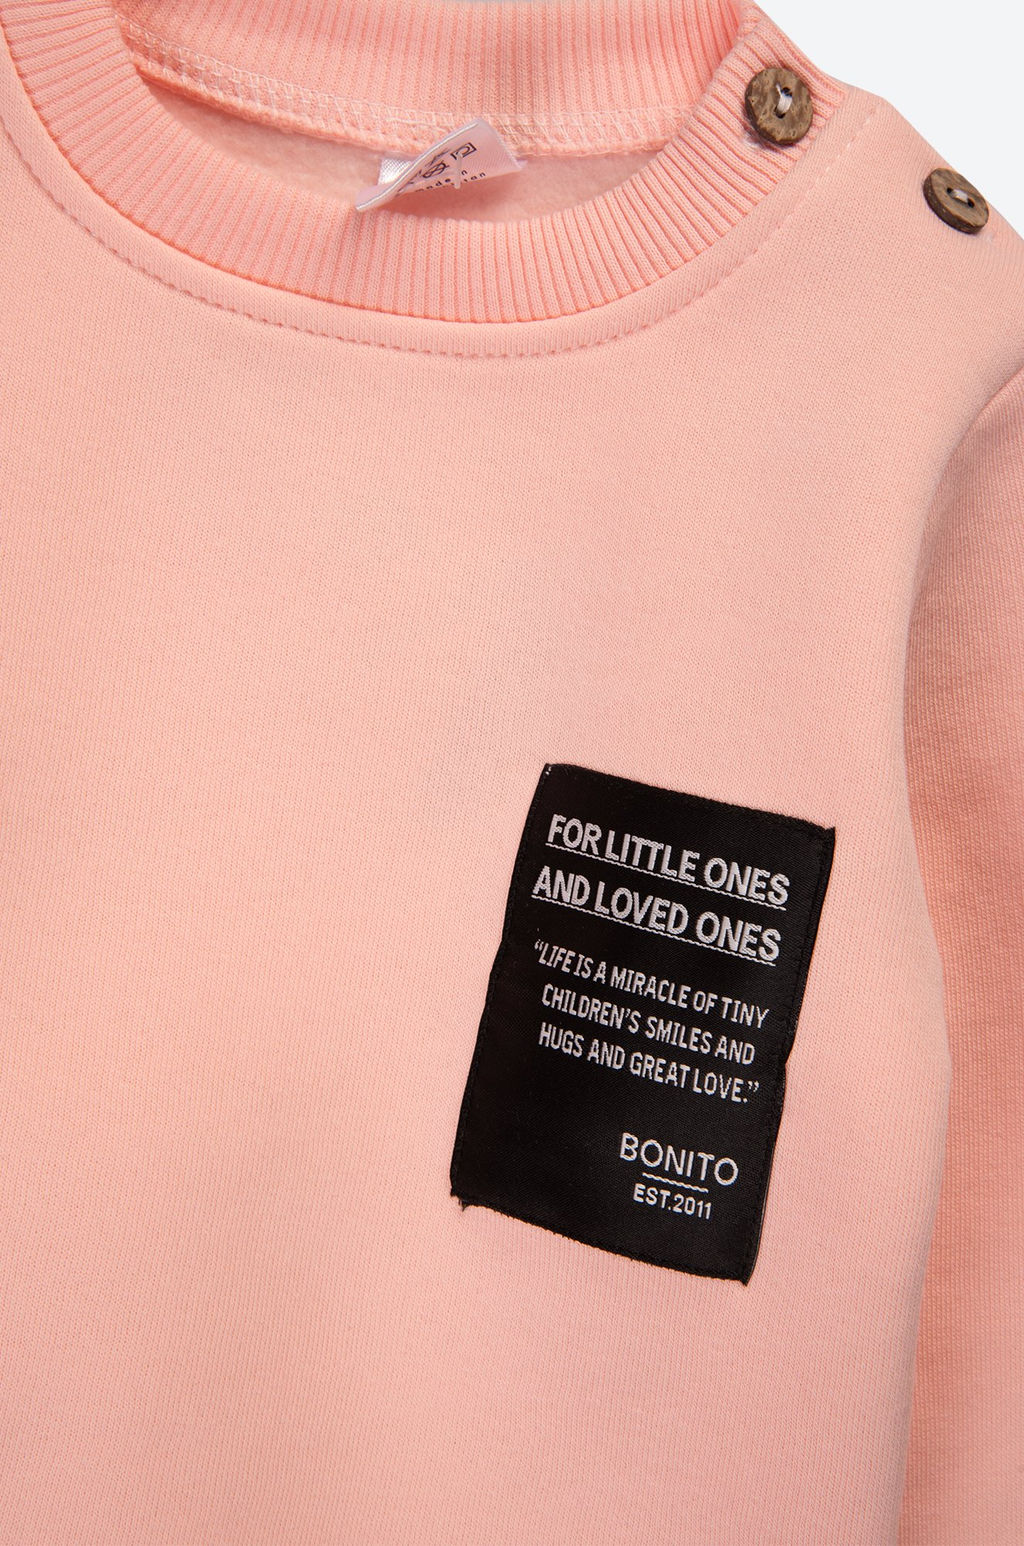 FOR LITTLE ONES
AND LOVED ONES
“LIFE IS A MIRACLE OF TINY
CHILDREN’S SMILES AND
HUGS AND GREAT LOVE.”
BONITO
EST.2011